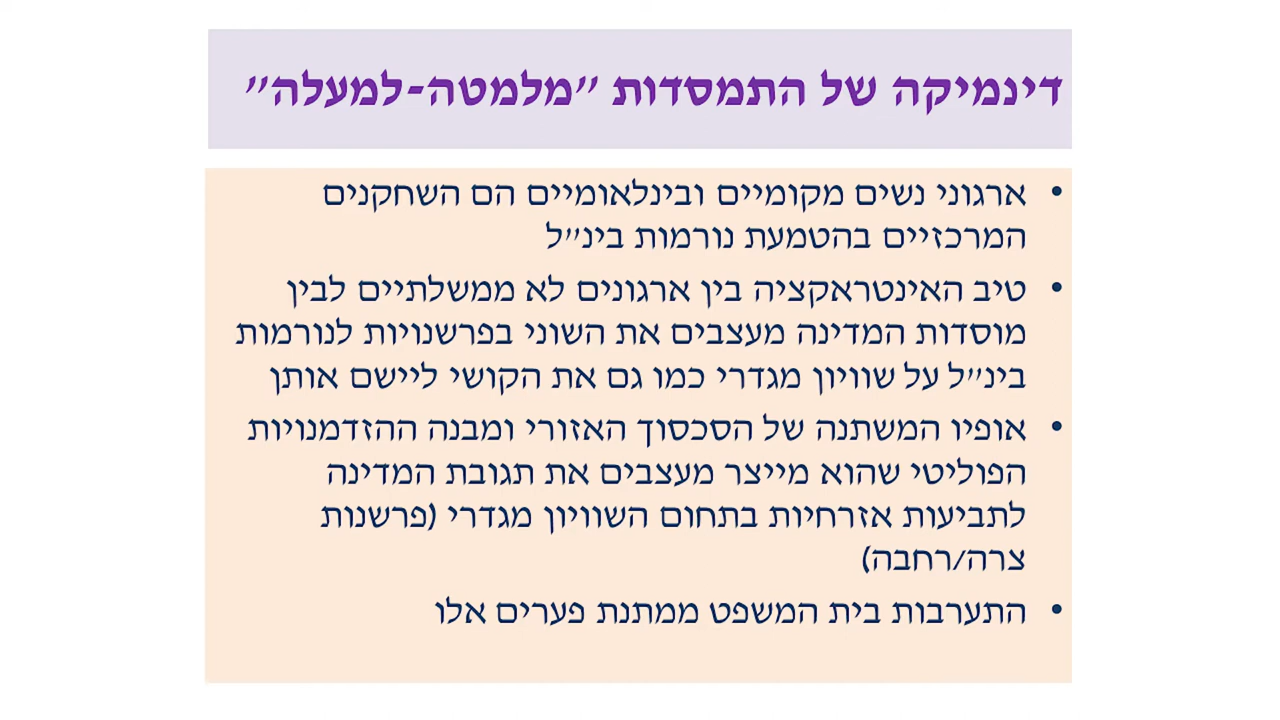 דינמיקה של התמסדות "מלמטה-למעלה"
• ארגוני נשים מקומיים ובינלאומיים הם השחקנים
המרכזיים בהטמעת נורמות בינ"ל
• טיב האינטראקציה בין ארגונים לא ממשלתיים לבין
מוסדות המדינה מעצבים את השוני בפרשנויות לנורמות
בינ"ל על שוויון מגדרי כמו גם את הקושי ליישם אותן
• אופיו המשתנה של הסכסוך האזורי ומבנה ההזדמנויות
הפוליטי שהוא מייצר מעצבים את תגובת המדינה
לתביעות אזרחיות בתחום השוויון מגדרי (פרשנות
צרה/רחבה)
• התערבות בית המשפט ממתנת פערים אלו